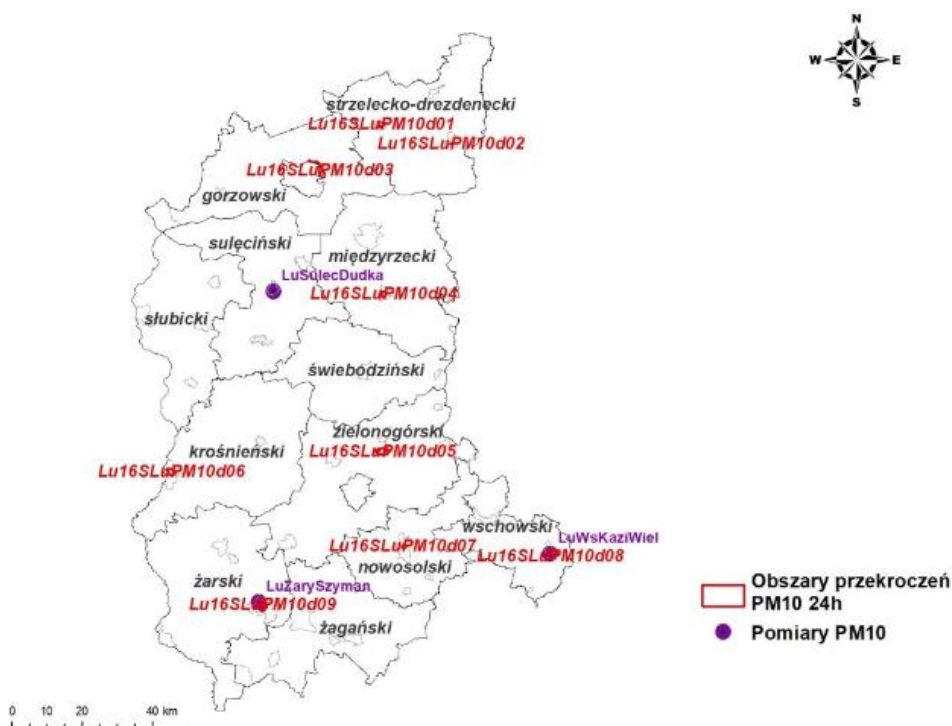 N
W E
S
strzelecko-drezdenecki
Lu16SLuPM10d01
Lu16SLuPM10d02
Lu16SLuPM10d03
gorzowski
sulęciński
międzyrzecki
LuSulecDudka
Lu16SLuPM10d04
słubicki
świebodziński
zielonogórski
krośnieński
Lu16SLuPM10d05
Lu16SLuPM10d06
wschowski
LuWsKaziWiel
Lu16SLuPM10d07
Lu16SLuPM10d08
nowosolski
żarski
LuZarySzyman
Lu16SLuPM10d09
żagański
Obszary przekroczeń
PM10 24h
Pomiary PM10
0 10 20 40 km